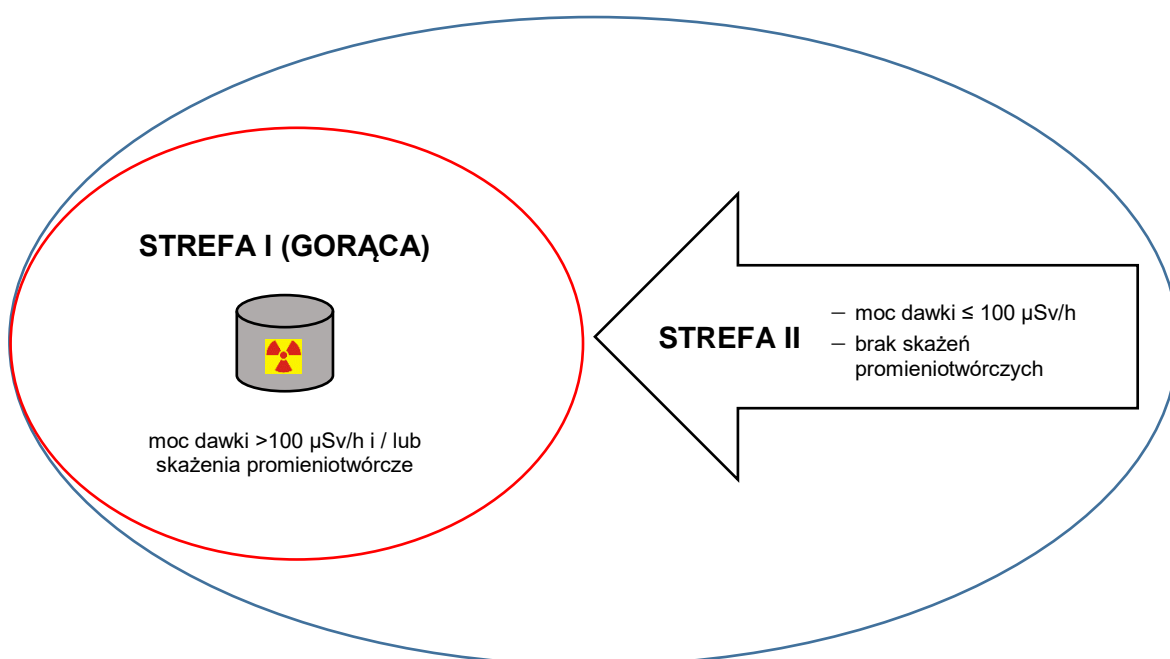 STREFA I (GORĄCA)
moc dawki >100 µSv/h i / lub
skażenia promieniotwórcze
STREFA II
– moc dawki ≤ 100 µSv/h
– brak skażeń
promieniotwórczych